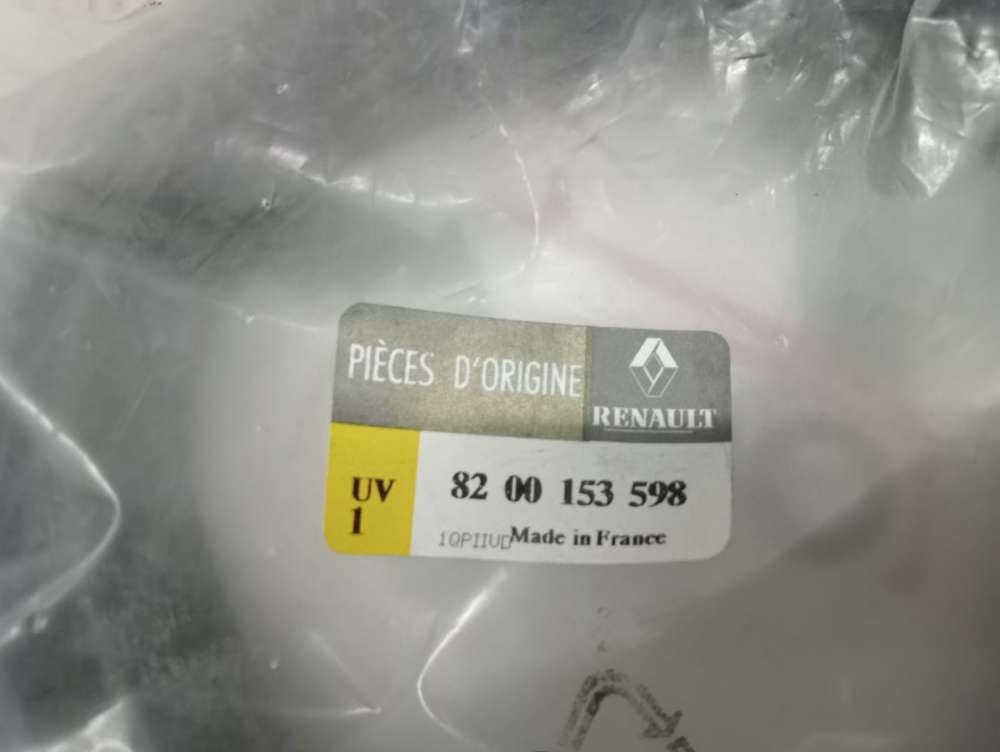 PIÈCES D'ORIGINE
RENAULT
UV
1
82 00 153 598
1QPIIUD
Made in France